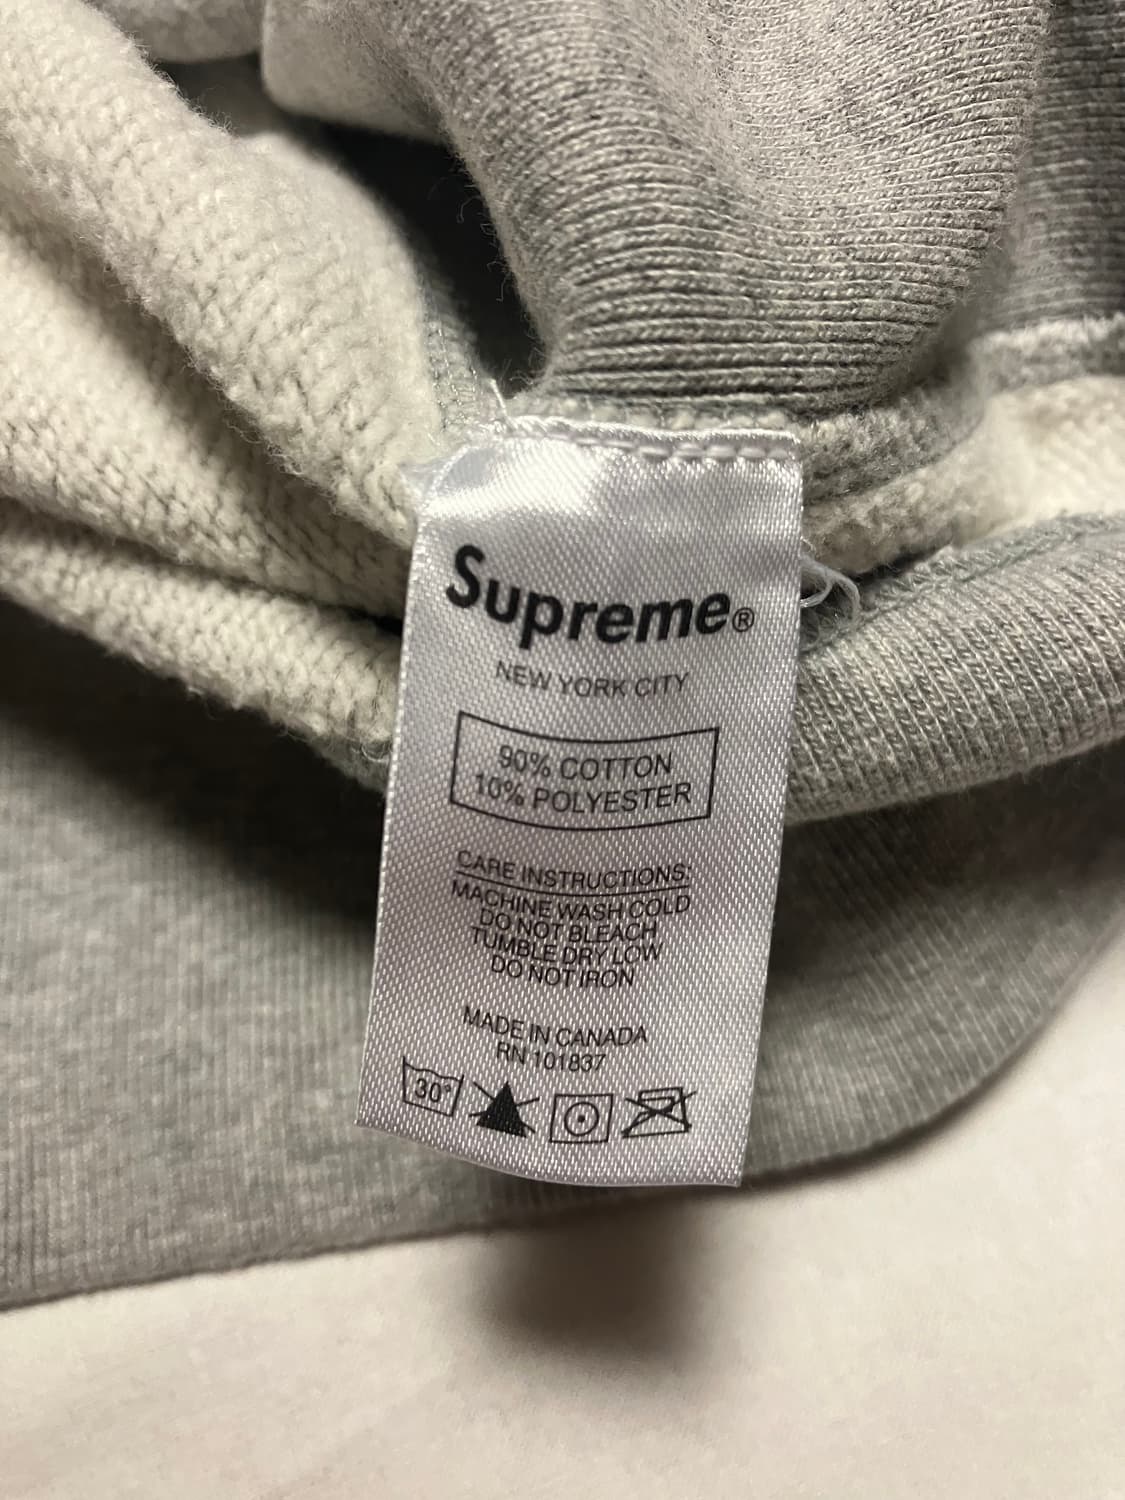 Supreme®
NEW YORK CITY
90% COTTON
10% POLYESTER
CARE INSTRUCTIONS:
MACHINE WASH COLD
DO NOT BLEACH
TUMBLE DRY LOW
DO NOT IRON
MADE IN CANADA
RN 101837
30°